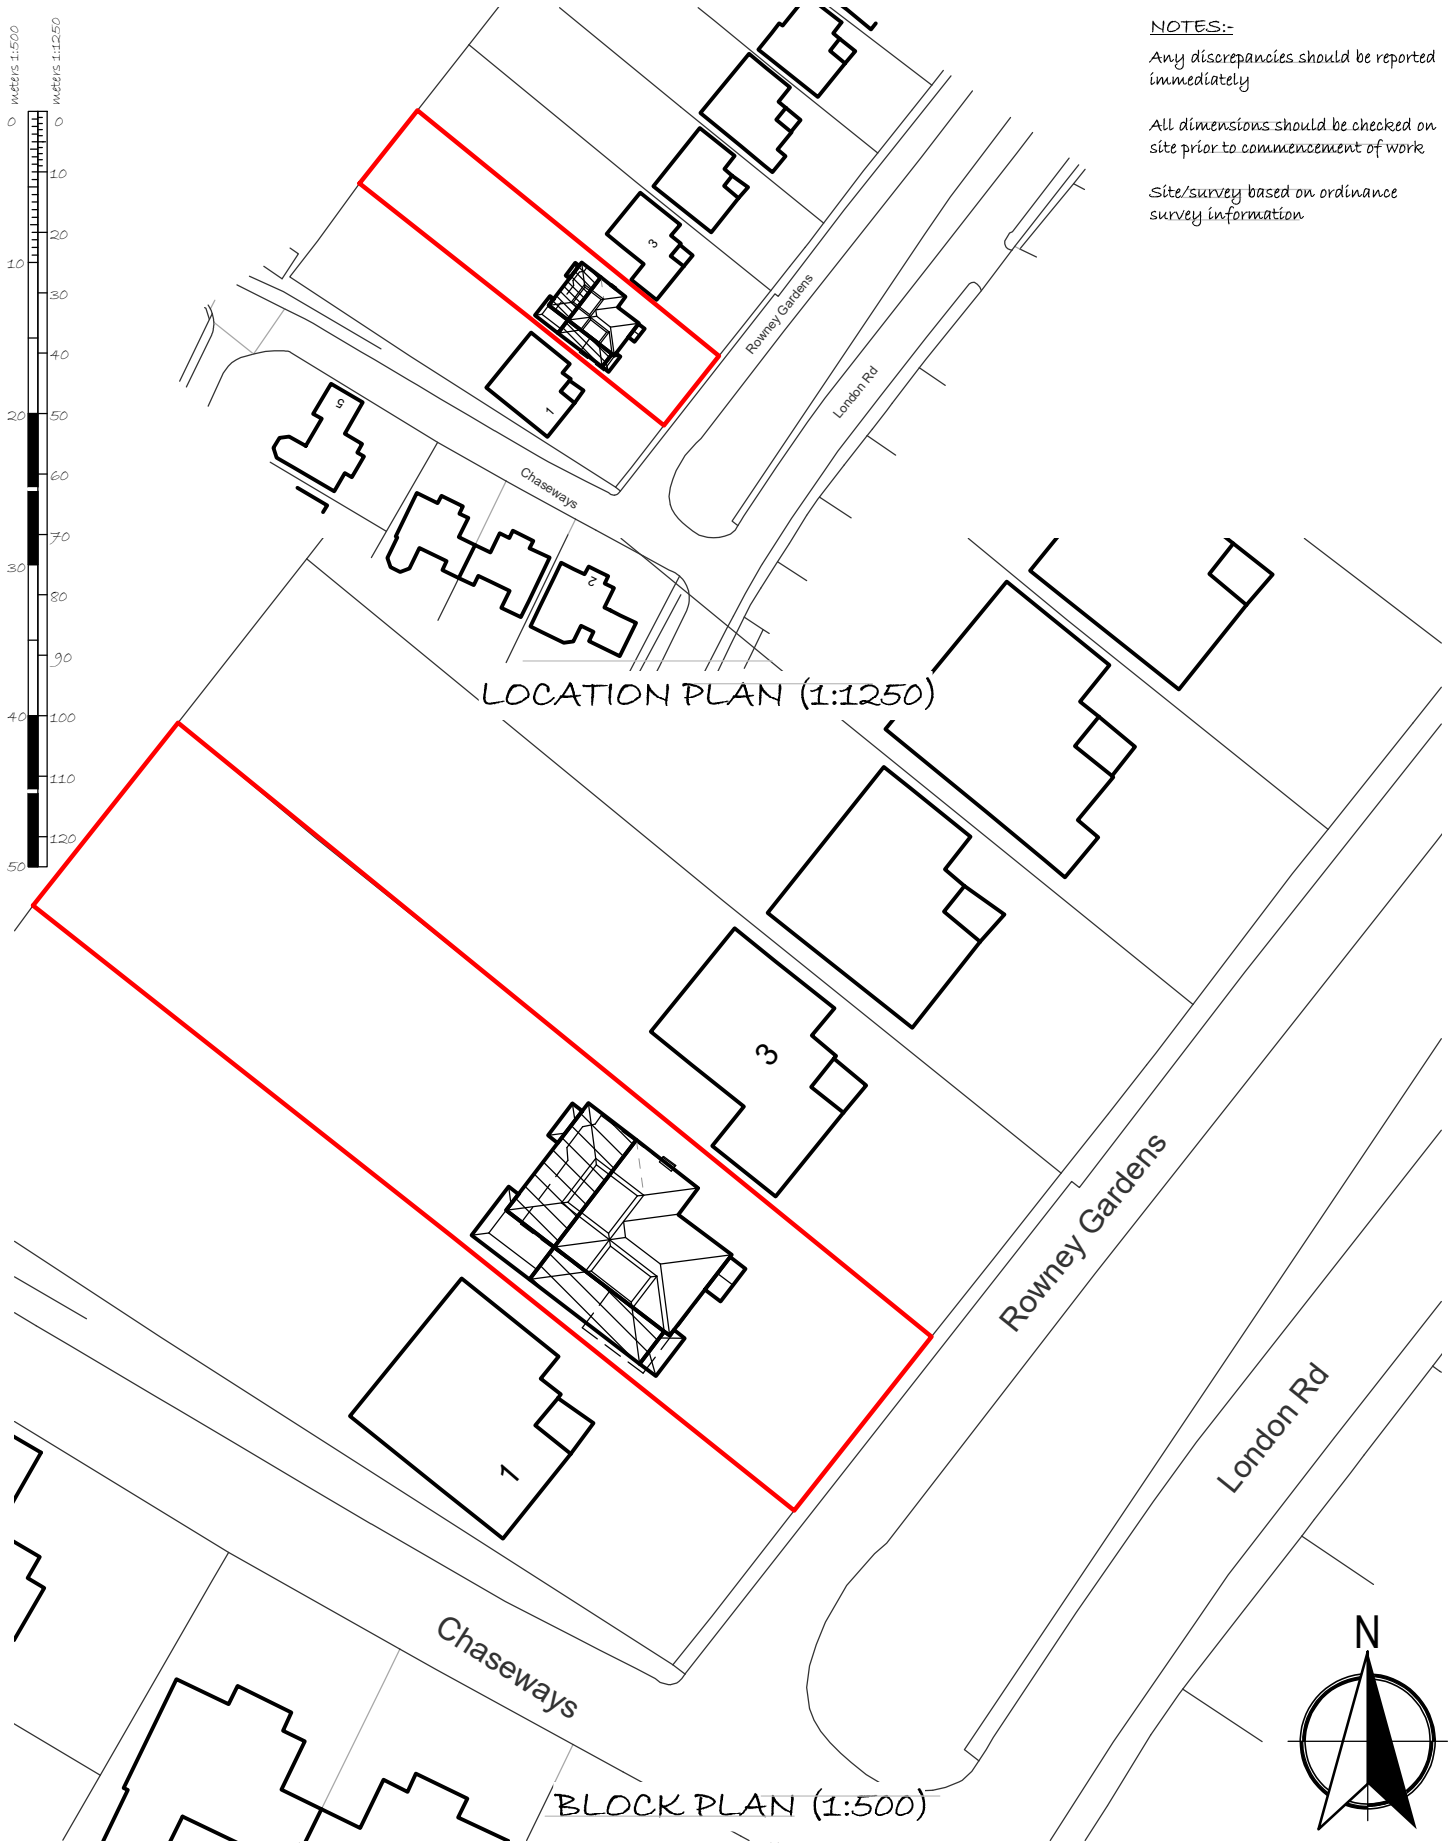 meters 1:500
meters 1:1250
0
10
20
30
40
50
0
10
20
30
40
50
60
70
80
90
100
110
120
NOTES:-
Any discrepancies should be reported
immediately
All dimensions should be checked on
site prior to commencement of work
Site/survey based on ordinance
survey information
3
1
5
2
Rowney Gardens
London Rd
Chaseways
LOCATION PLAN (1:1250)
3
1
Rowney Gardens
London Rd
Chaseways
N
BLOCK PLAN (1:500)